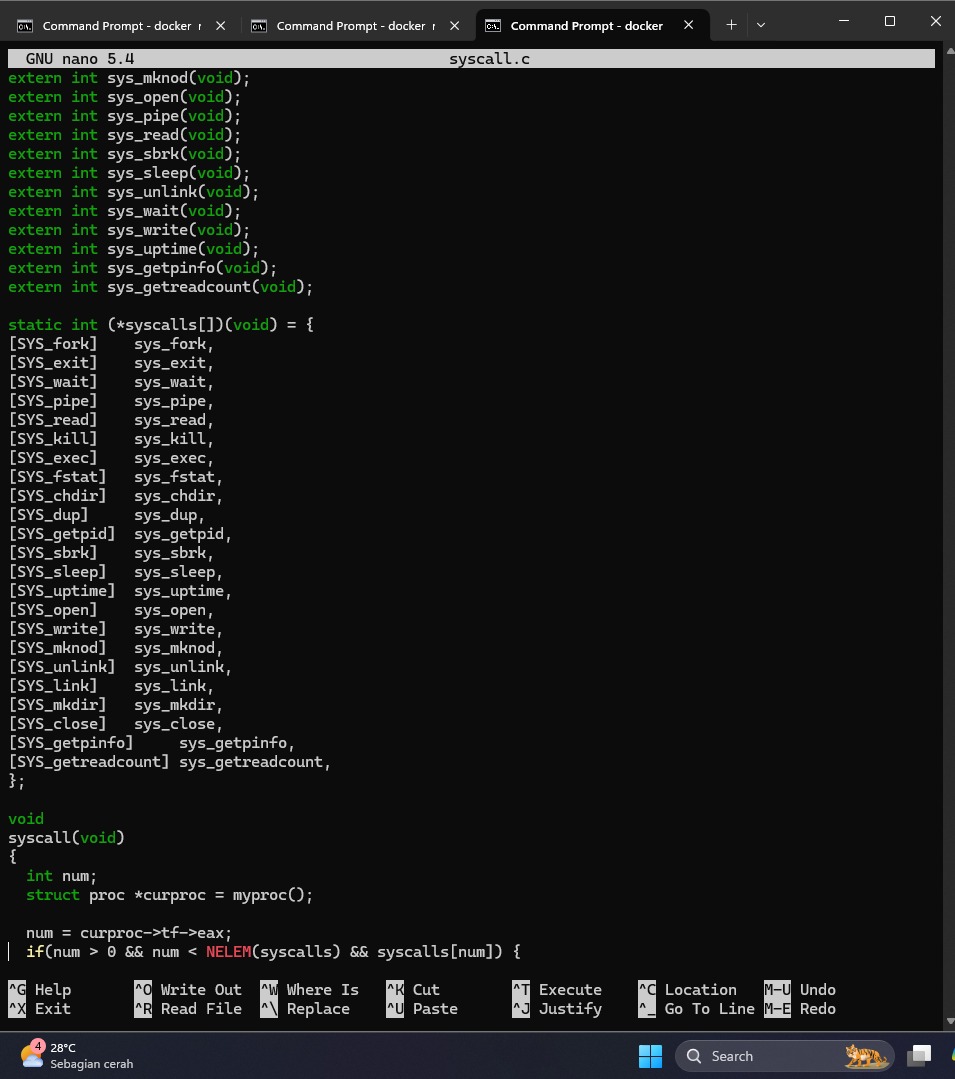 Command Prompt - docker r
Command Prompt - docker r
Command Prompt - docker
GNU nano 5.4 syscall.c
extern int sys_mknod(void);
extern int sys_open(void);
extern int sys_pipe(void);
extern int sys_read(void);
extern int sys_sbrk(void);
extern int sys_sleep(void);
extern int sys_unlink(void);
extern int sys_wait(void);
extern int sys_write(void);
extern int sys_uptime(void);
extern int sys_getpinfo(void);
extern int sys_getreadcount(void);
static int (*syscalls[])(void) = {
[SYS_fork] sys_fork,
[SYS_exit] sys_exit,
[SYS_wait] sys_wait,
[SYS_pipe] sys_pipe,
[SYS_read] sys_read,
[SYS_kill] sys_kill,
[SYS_exec] sys_exec,
[SYS_fstat] sys_fstat,
[SYS_chdir] sys_chdir,
[SYS_dup] sys_dup,
[SYS_getpid] sys_getpid,
[SYS_sbrk] sys_sbrk,
[SYS_sleep] sys_sleep,
[SYS_uptime] sys_uptime,
[SYS_open] sys_open,
[SYS_write] sys_write,
[SYS_mknod] sys_mknod,
[SYS_unlink] sys_unlink,
[SYS_link] sys_link,
[SYS_mkdir] sys_mkdir,
[SYS_close] sys_close,
[SYS_getpinfo] sys_getpinfo,
[SYS_getreadcount] sys_getreadcount,
};
void
syscall(void)
{
int num;
struct proc *curproc = myproc();
num = curproc->tf->eax;
if(num > 0 && num < NELEM(syscalls) && syscalls[num]) {
^G Help ^O Write Out ^W Where Is ^K Cut ^T Execute ^C Location M-U Undo
^X Exit ^R Read File ^\ Replace ^U Paste ^J Justify ^_ Go To Line M-E Redo
4
28°C
Sebagian cerah
Search